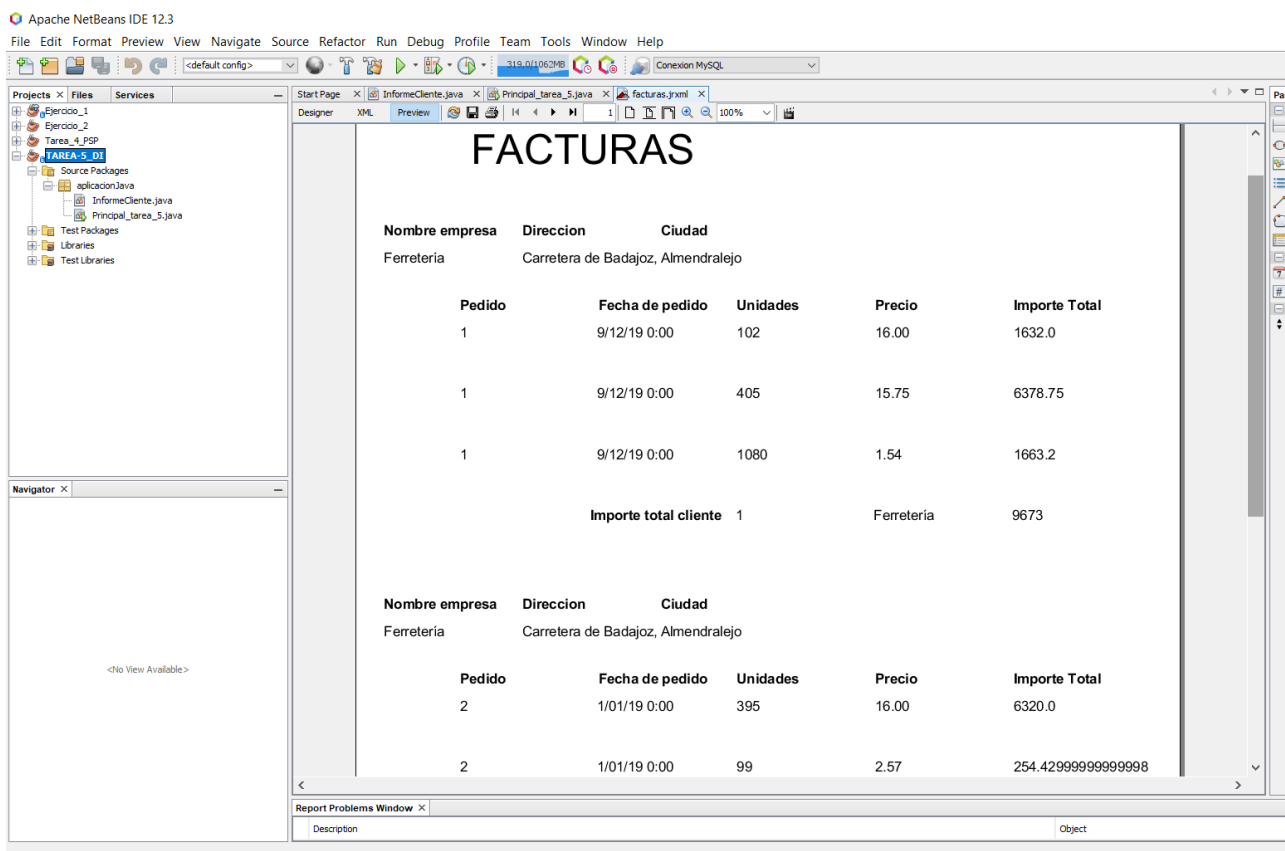 Apache NetBeans IDE 12.3
File Edit Format Preview View Navigate Source Refactor Run Debug Profile Team Tools Window Help
<default config> 319.0/1062MB Conexion MySQL
Projects Files Services
Ejercicio_1
Ejercicio_2
Tarea_4_PSP
TAREA-5_DI
Source Packages
aplicacionJava
InformeCliente.java
Principal_tarea_5.java
Test Packages
Libraries
Test Libraries
Navigator
<No View Available>
Start Page InformeCliente.java Principal_tarea_5.java facturas.jrxml
Designer XML Preview 1 100%
FACTURAS
Nombre empresa Direccion Ciudad
Ferretería Carretera de Badajoz, Almendralejo
Pedido Fecha de pedido Unidades Precio Importe Total
1 9/12/19 0:00 102 16.00 1632.0
1 9/12/19 0:00 405 15.75 6378.75
1 9/12/19 0:00 1080 1.54 1663.2
Importe total cliente 1 Ferretería 9673
Nombre empresa Direccion Ciudad
Ferretería Carretera de Badajoz, Almendralejo
Pedido Fecha de pedido Unidades Precio Importe Total
2 1/01/19 0:00 395 16.00 6320.0
2 1/01/19 0:00 99 2.57 254.42999999999998
Report Problems Window
Description Object
Pa